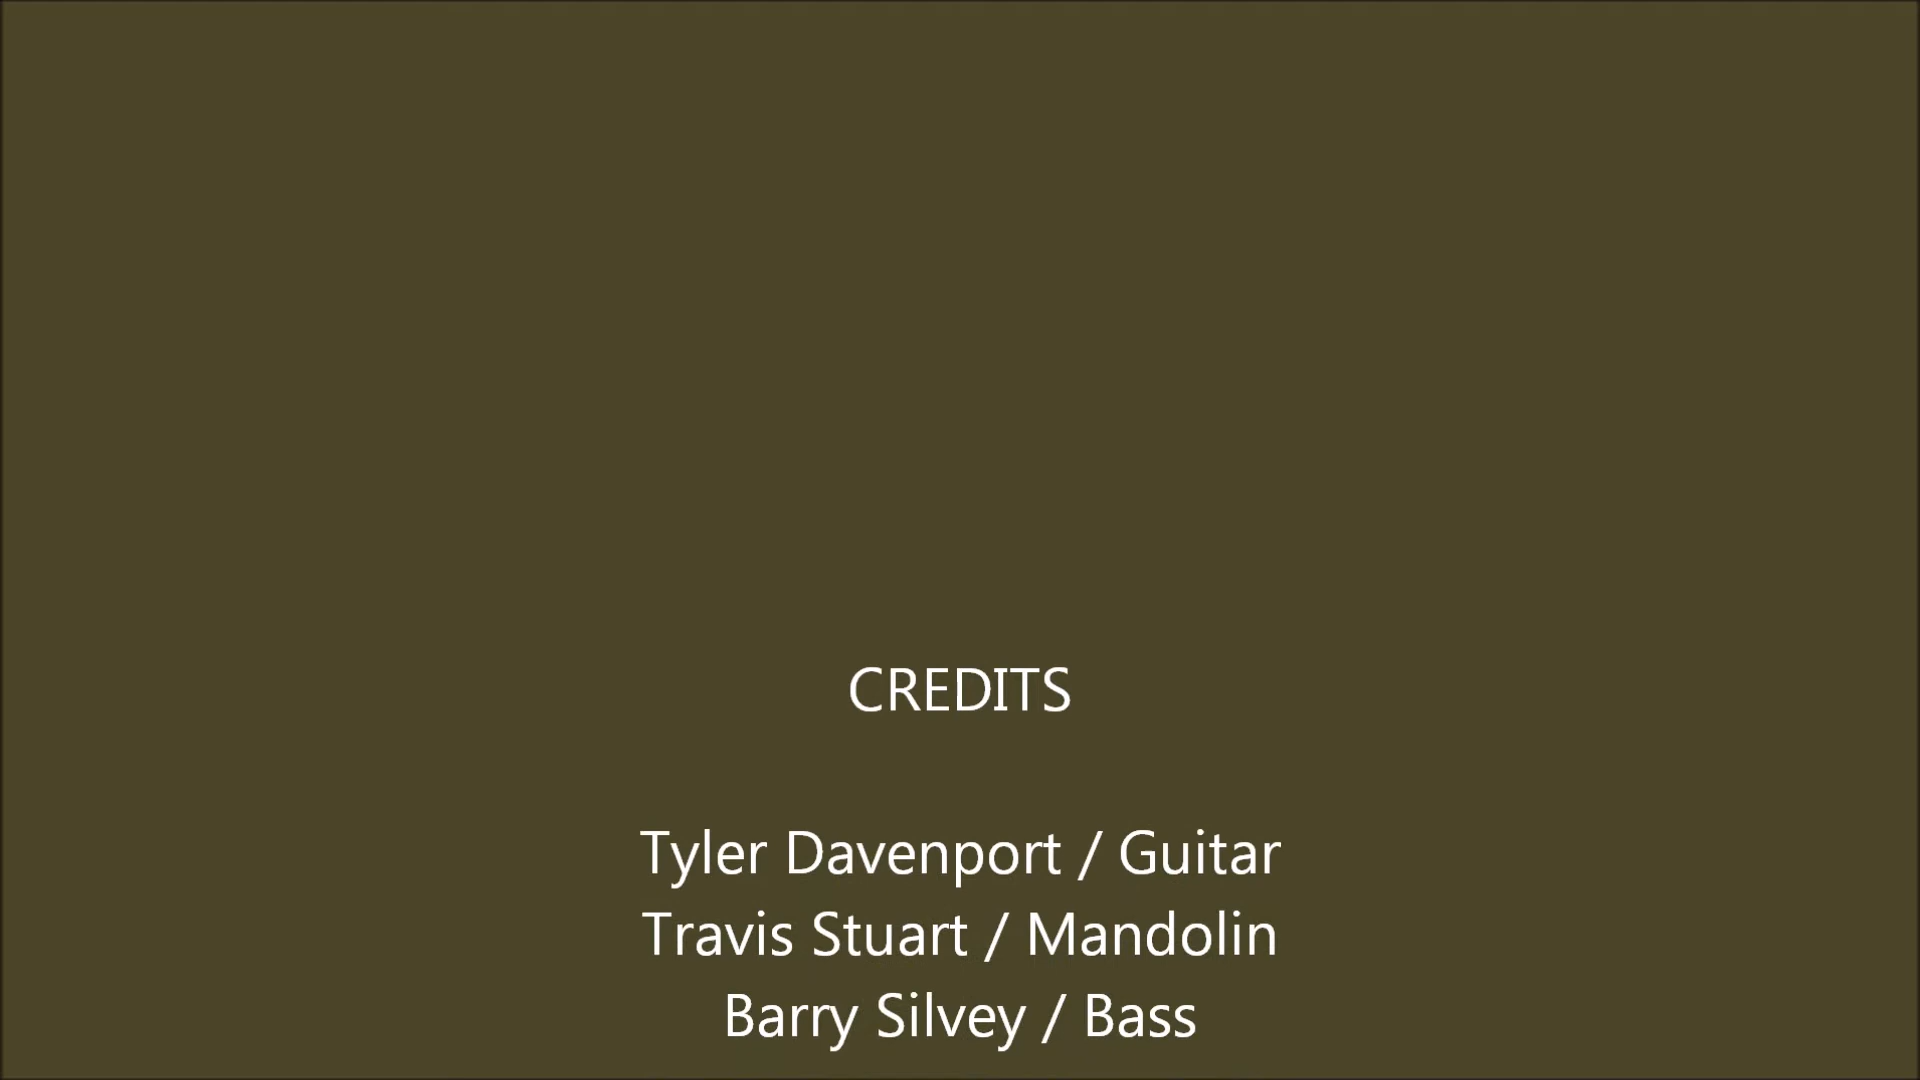 CREDITS
Tyler Davenport / Guitar
Travis Stuart / Mandolin
Barry Silvey / Bass